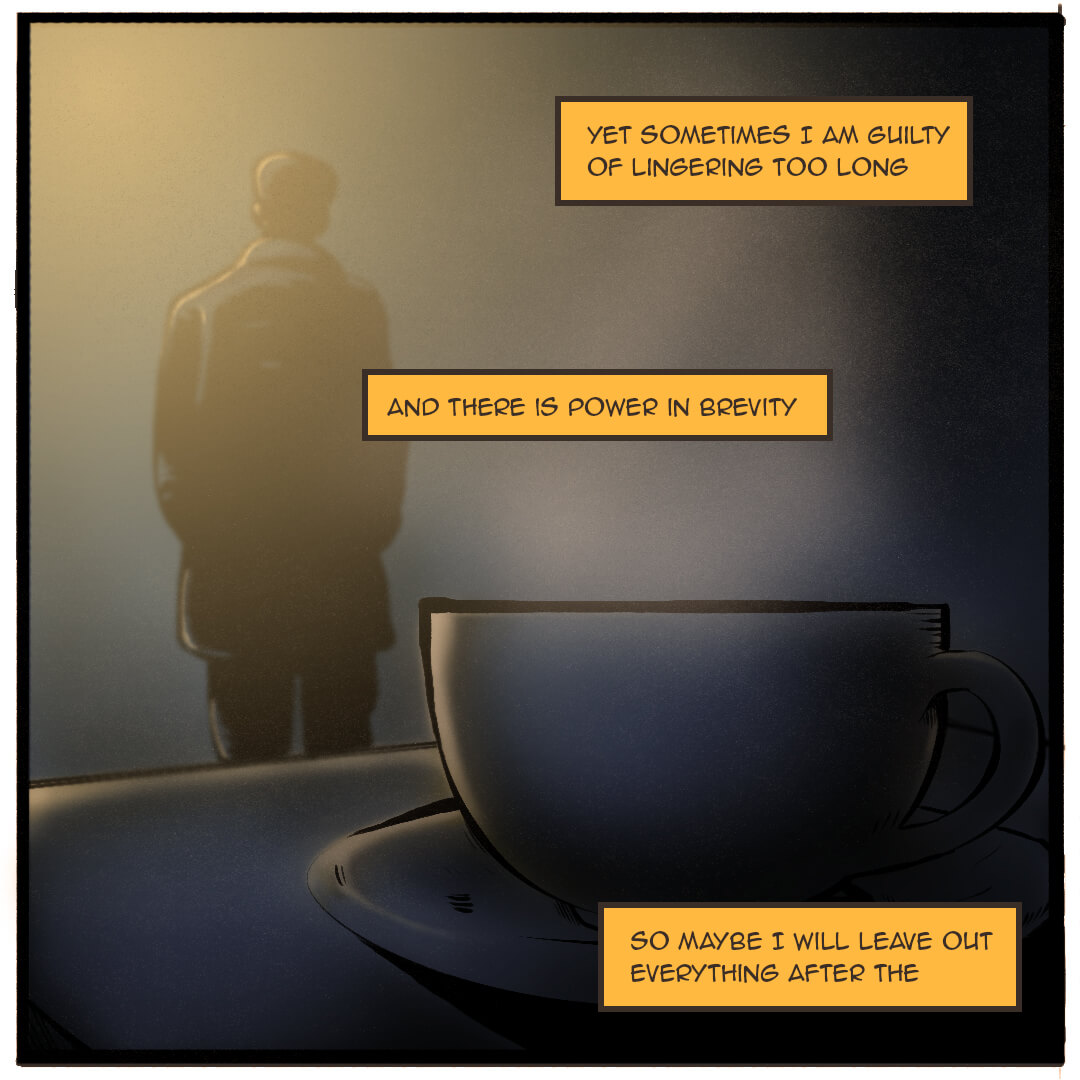 YET SOMETIMES I AM GUILTY
OF LINGERING TOO LONG
AND THERE IS POWER IN BREVITY
SO MAYBE I WILL LEAVE OUT
EVERYTHING AFTER THE